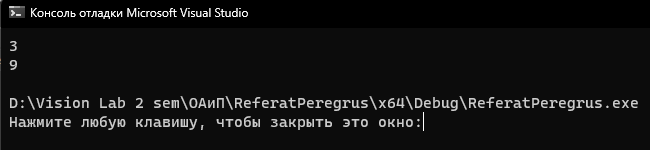 Консоль отладки Microsoft Visual Studio
3
9
D:\Vision Lab 2 sem\ОАиП\ReferatPeregrus\x64\Debug\ReferatPeregrus.exe
Нажмите любую клавишу, чтобы закрыть это окно: